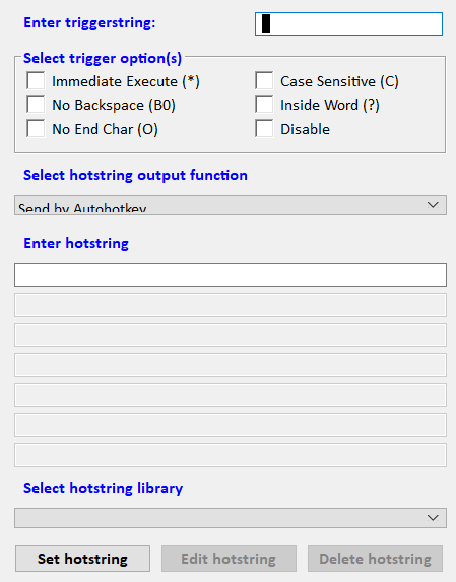 Enter triggerstring:
Select trigger option(s)
Immediate Execute (*) Case Sensitive (C)
No Backspace (B0) Inside Word (?)
No End Char (O) Disable
Select hotstring output function
Send by Autohotkey
Enter hotstring
Select hotstring library
Set hotstring Edit hotstring Delete hotstring